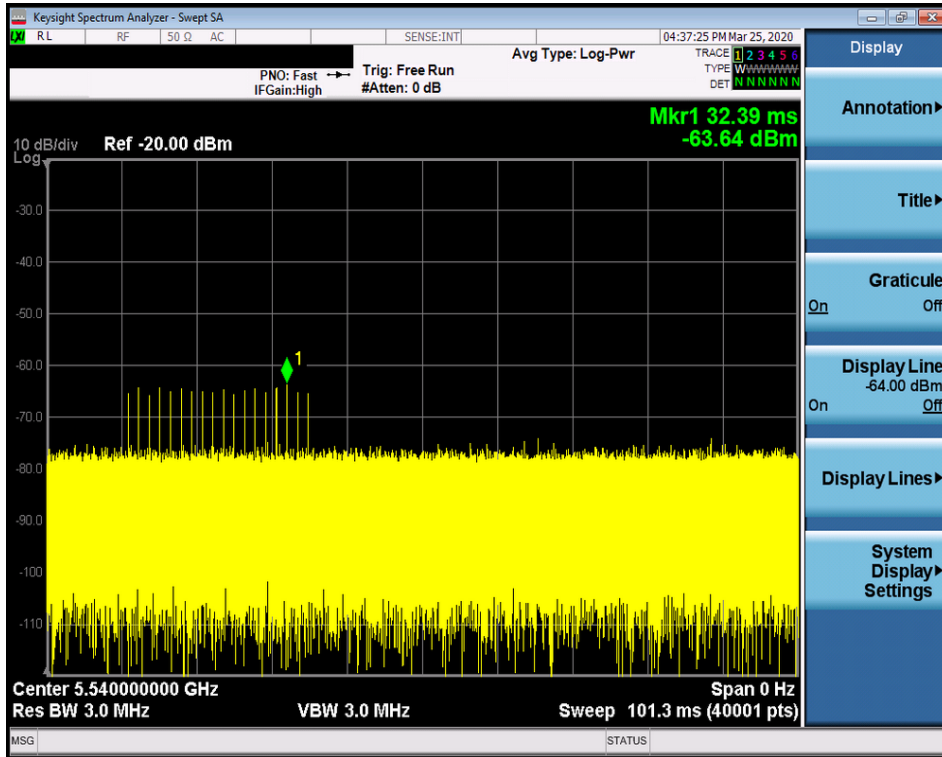 Keysight Spectrum Analyzer - Swept SA
LXI RL RF 50 Ω AC SENSE:INT 04:37:25 PM Mar 25, 2020
Display
Avg Type: Log-Pwr
TRACE 1 2 3 4 5 6
TYPE WWWWWW
DET N N N N N N
PNO: Fast
IFGain:High
Trig: Free Run
#Atten: 0 dB
Mkr1 32.39 ms
-63.64 dBm
10 dB/div
Log
Ref -20.00 dBm
-30.0
-40.0
-50.0
-60.0
-70.0
-80.0
-90.0
-100
-110
1
Center 5.540000000 GHz
Span 0 Hz
Res BW 3.0 MHz
VBW 3.0 MHz
Sweep 101.3 ms (40001 pts)
MSG
STATUS
Annotation
Title
Graticule
On Off
Display Line
-64.00 dBm
On Off
Display Lines
System
Display
Settings